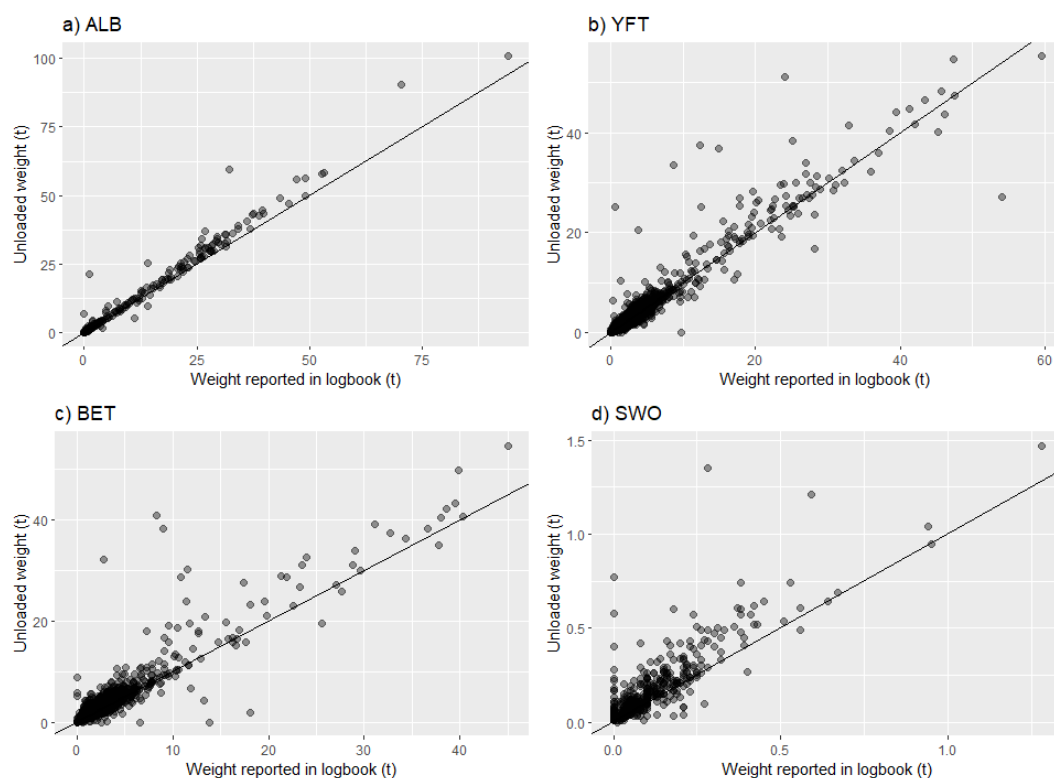 a) ALB
100
75
50
25
0
Unloaded weight (t)
0 25 50 75
Weight reported in logbook (t)
b) YFT
40
20
0
Unloaded weight (t)
0 20 40 60
Weight reported in logbook (t)
c) BET
40
20
0
Unloaded weight (t)
0 10 20 30 40
Weight reported in logbook (t)
d) SWO
1.5
1.0
0.5
0.0
Unloaded weight (t)
0.0 0.5 1.0
Weight reported in logbook (t)